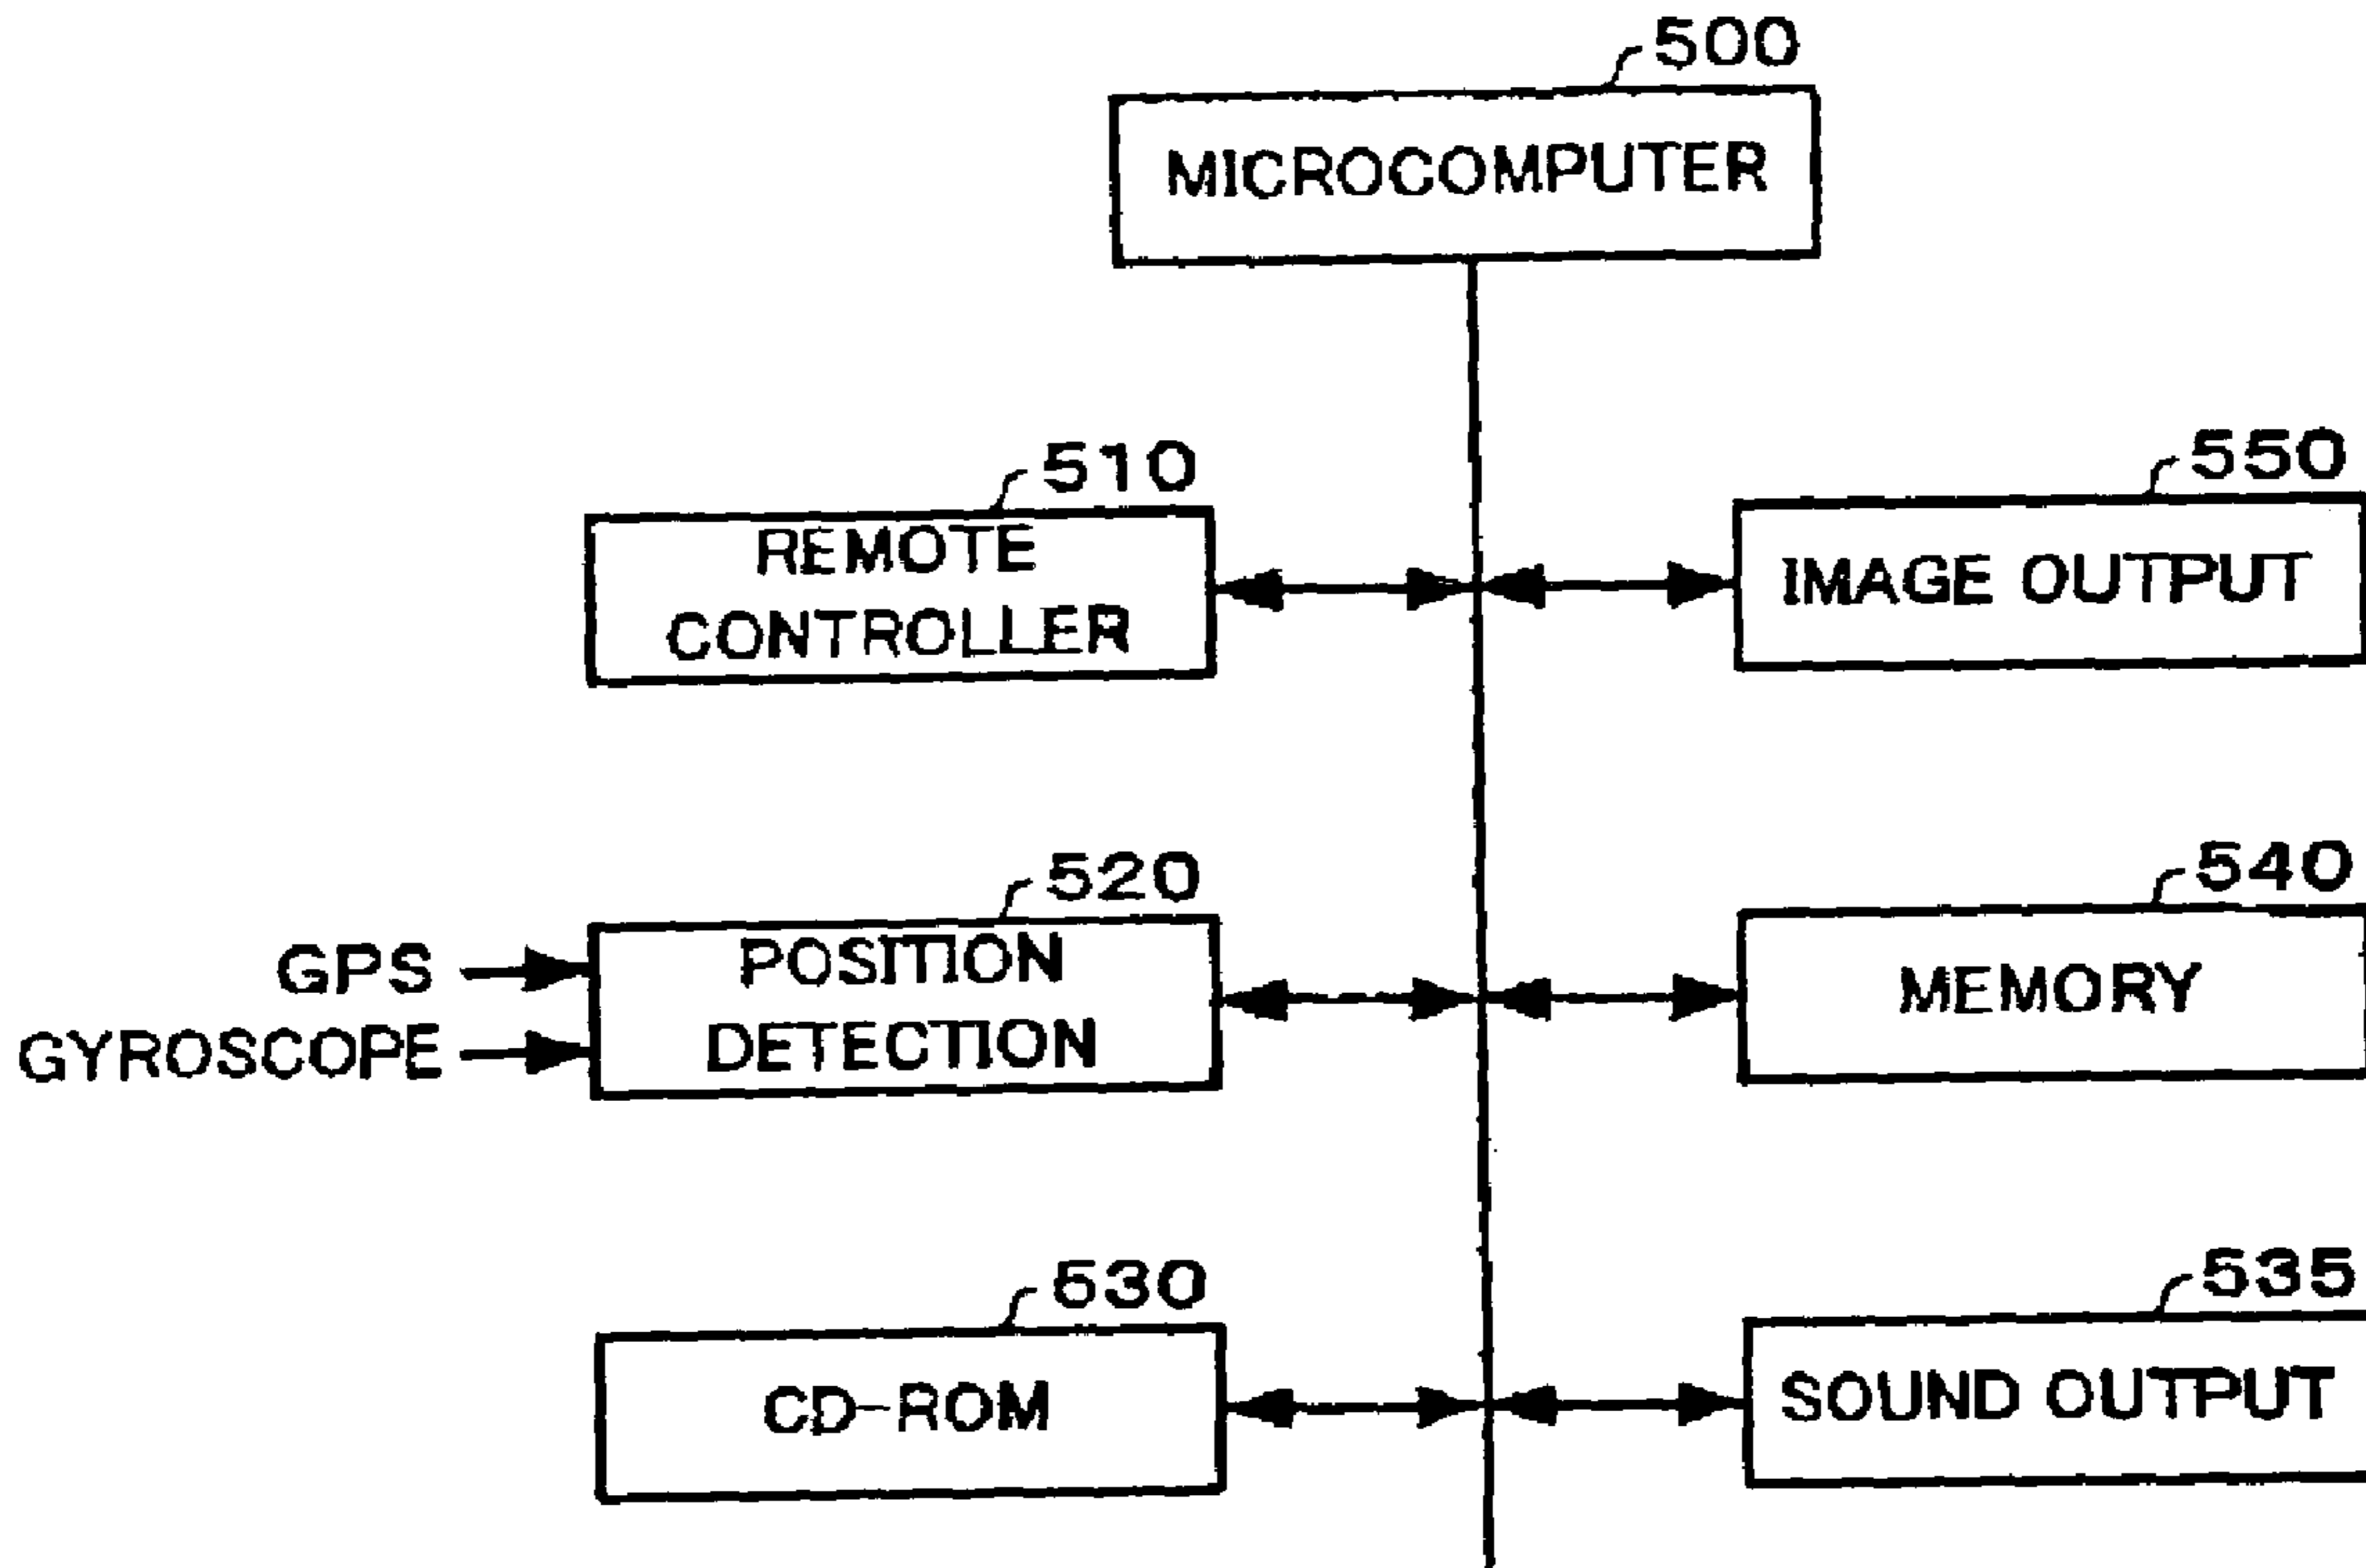 500
MICROCOMPUTER
510
REMOTE
CONTROLLER
550
IMAGE OUTPUT
520
POSITION
DETECTION
GPS
GYROSCOPE
540
MEMORY
530
CD-ROM
535
SOUND OUTPUT